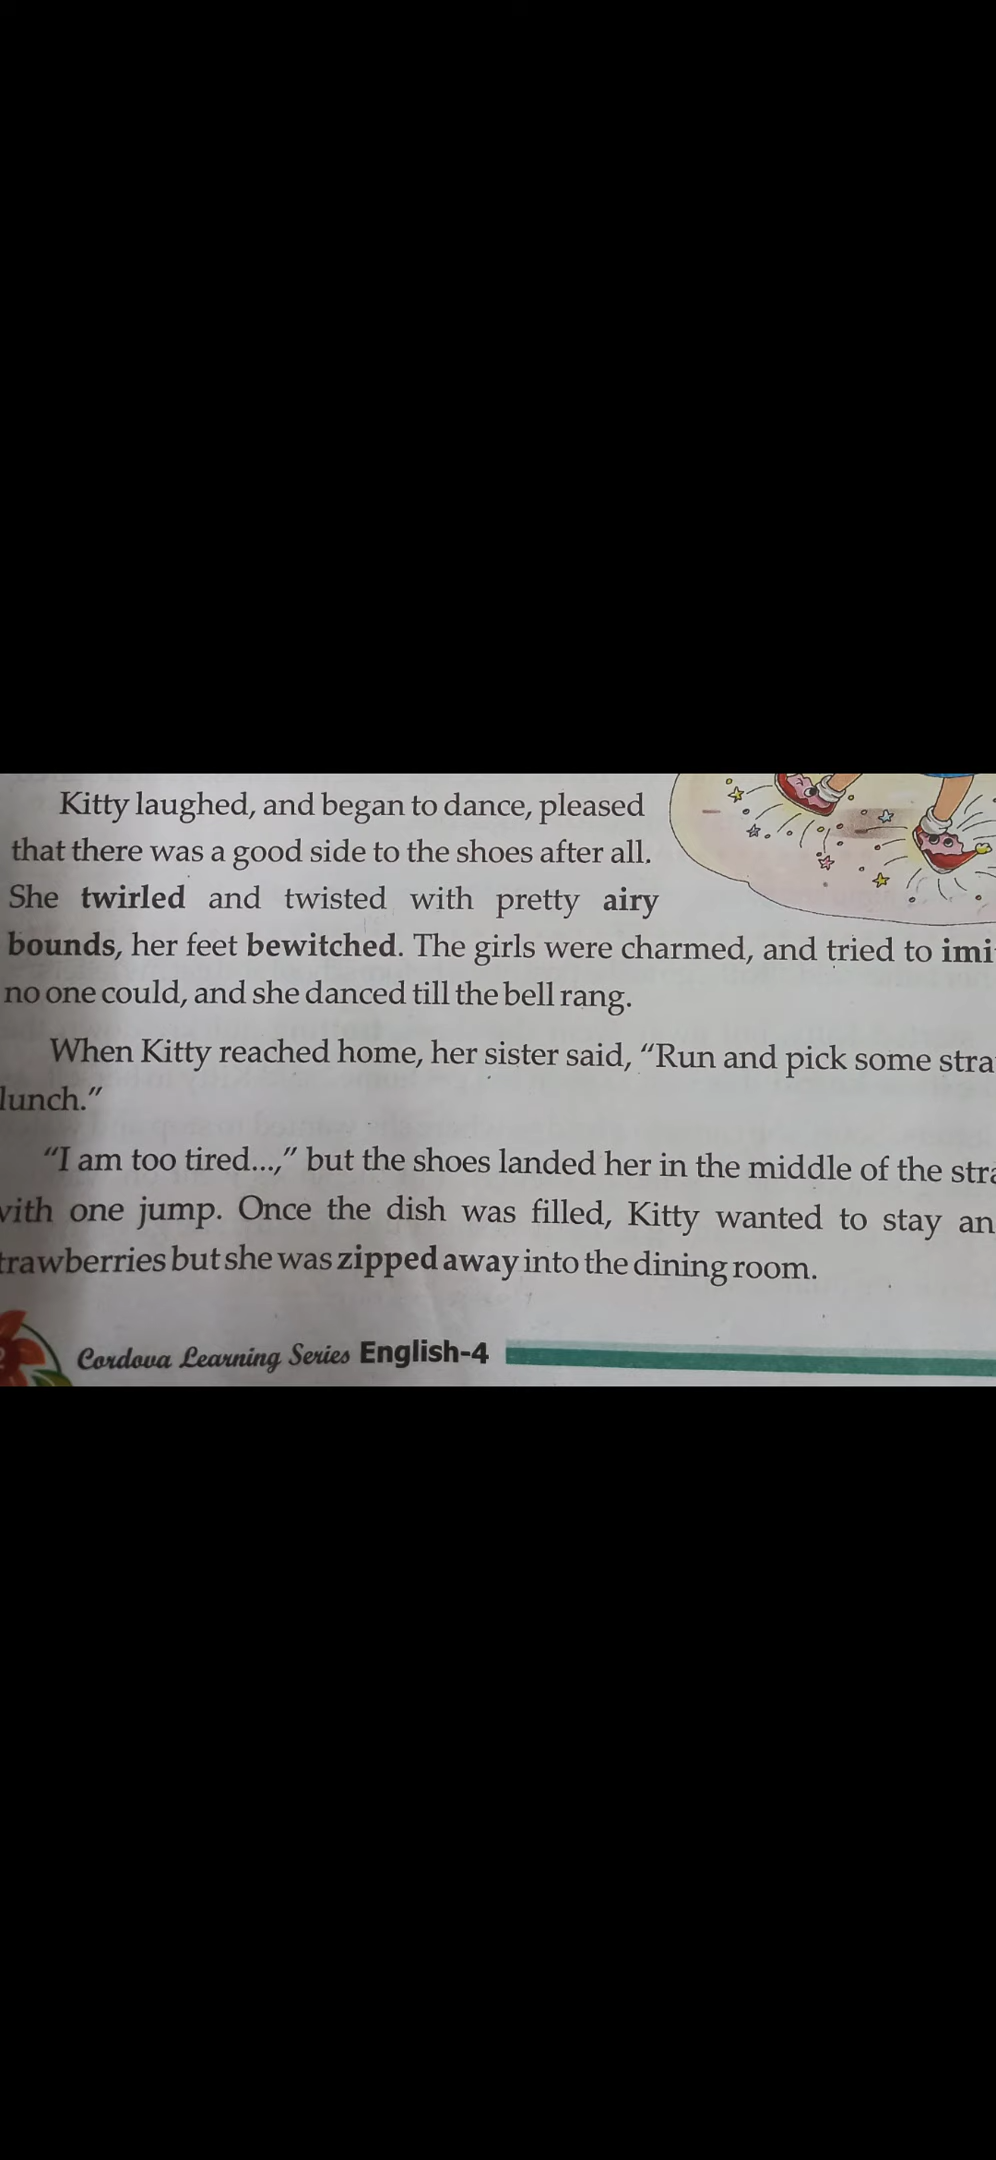 Kitty laughed, and began to dance, pleased
that there was a good side to the shoes after all.
She twirled and twisted with pretty airy
bounds, her feet bewitched. The girls were charmed, and tried to imi
no one could, and she danced till the bell rang.
When Kitty reached home, her sister said, “Run and pick some stra
lunch.”
“I am too tired...,” but the shoes landed her in the middle of the stra
with one jump. Once the dish was filled, Kitty wanted to stay an
trawberries but she was zipped away into the dining room.
Cordova Learning Series English-4